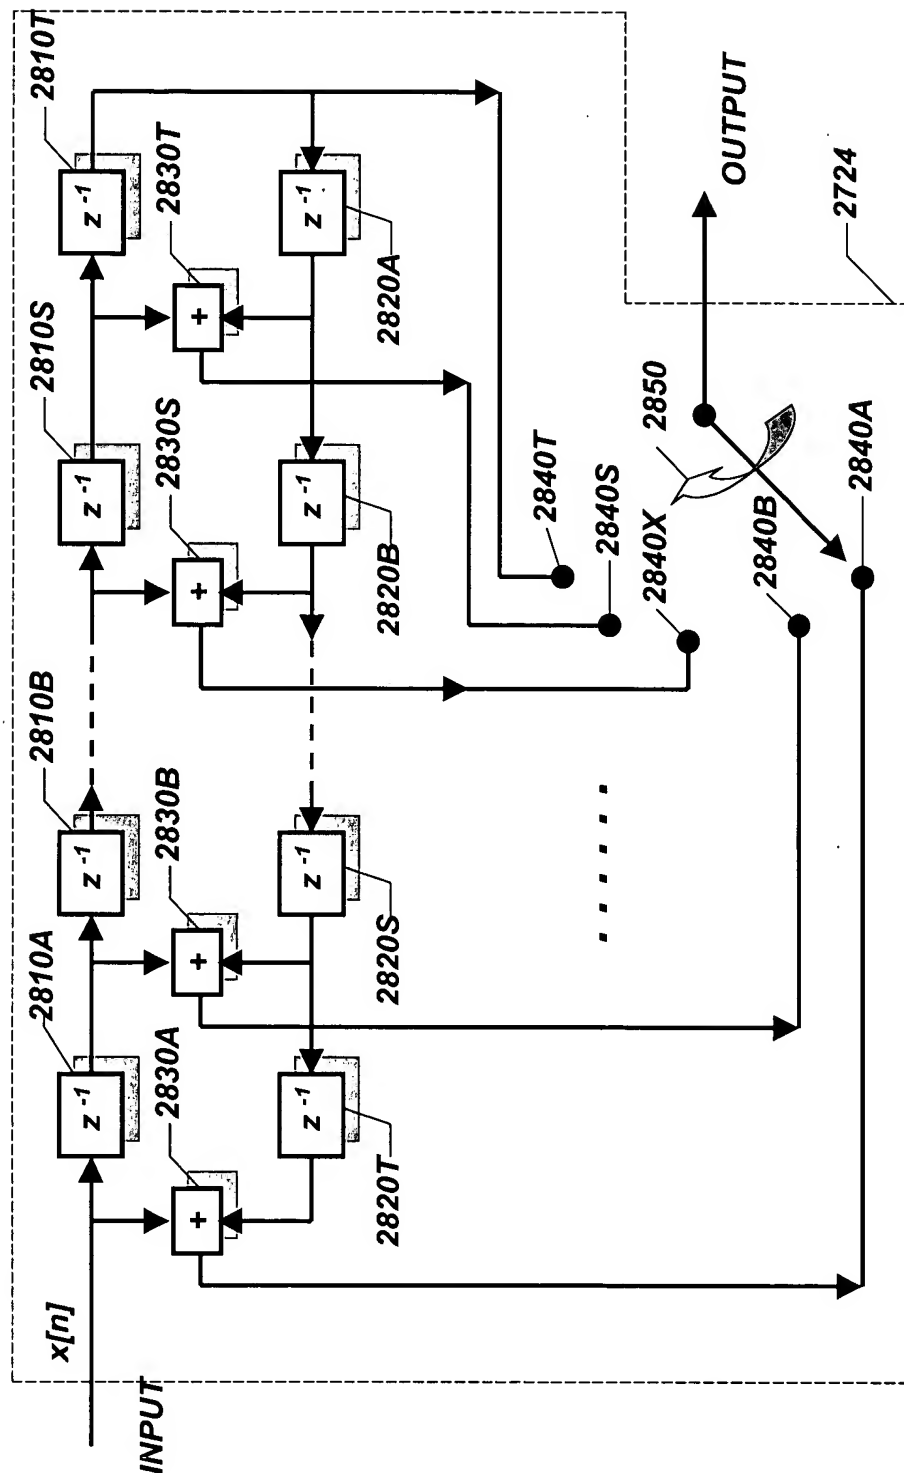 INPUT
x[n]
2810A
2810B
2810S
2810T
z -1
z -1
z -1
z -1
2830A
2830B
2830S
2830T
+
+
+
+
z -1
z -1
z -1
z -1
2820T
2820S
2820B
2820A
2840T
2840S
2840X
2850
2840B
2840A
OUTPUT
2724